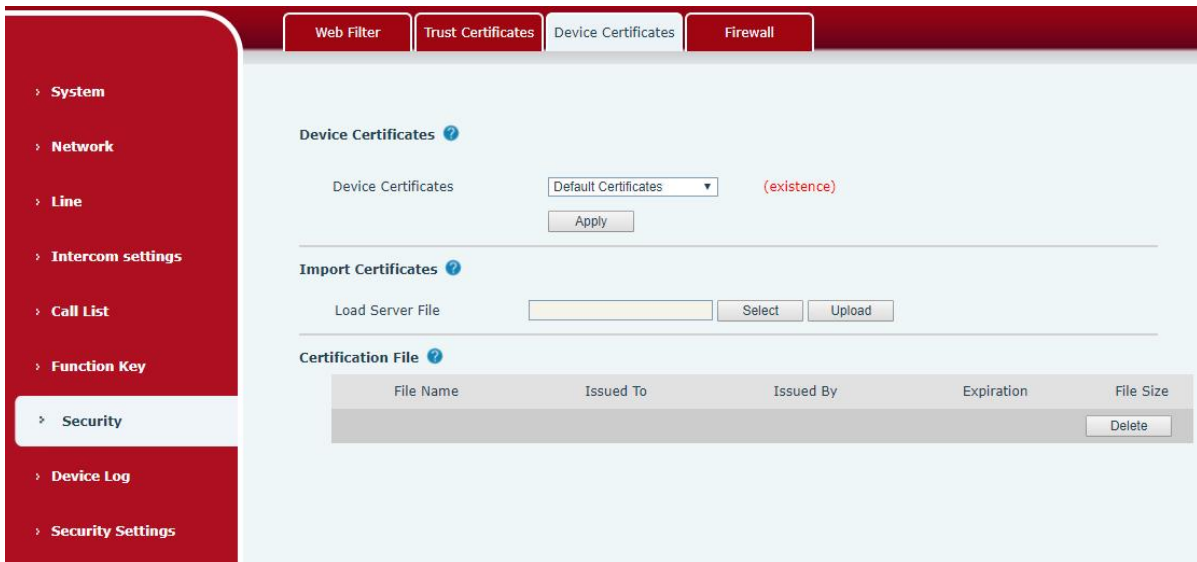 Web Filter Trust Certificates Device Certificates Firewall
System
Network
Line
Intercom settings
Call List
Function Key
Security
Device Log
Security Settings
Device Certificates ?
Device Certificates Default Certificates (existence)
Apply
Import Certificates ?
Load Server File Select Upload
Certification File ?
File Name Issued To Issued By Expiration File Size
Delete